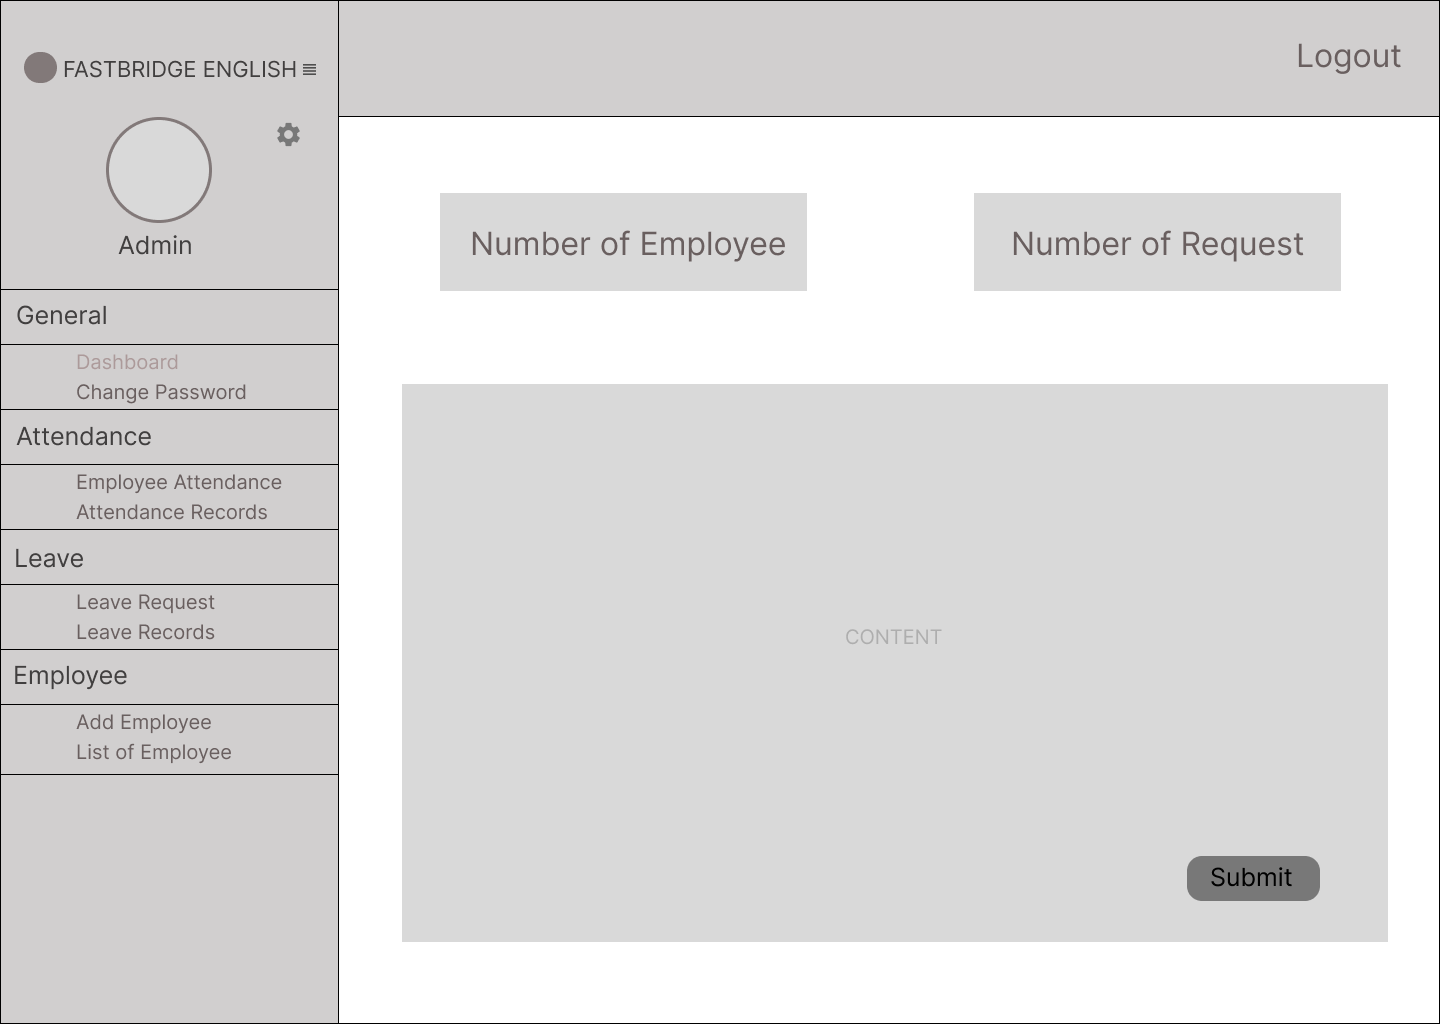 FASTBRIDGE ENGLISH
Logout
Admin
General
Dashboard
Change Password
Attendance
Employee Attendance
Attendance Records
Leave
Leave Request
Leave Records
Employee
Add Employee
List of Employee
Number of Employee
Number of Request
CONTENT
Submit